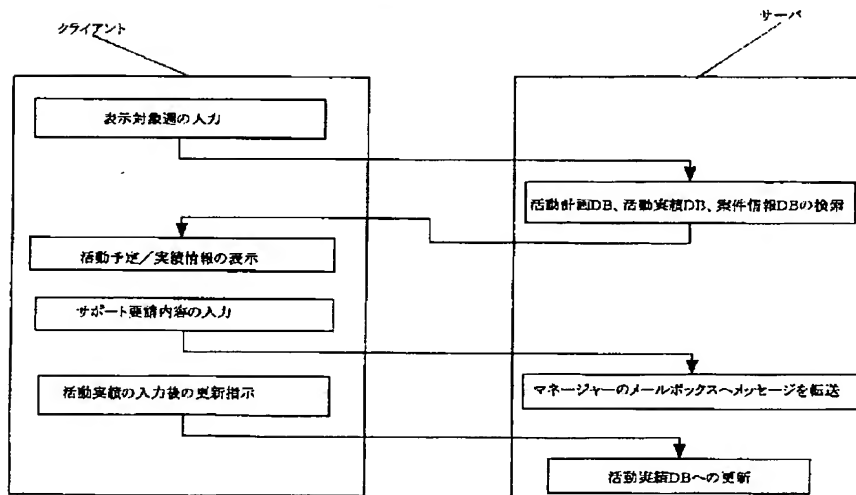 クライアント
サーバ
表示対象週の入力
活動計画DB、活動実績DB、案件情報DBの検索
活動予定／実績情報の表示
サポート要請内容の入力
マネージャーのメールボックスへメッセージを転送
活動実績の入力後の更新指示
活動実績DBへの更新